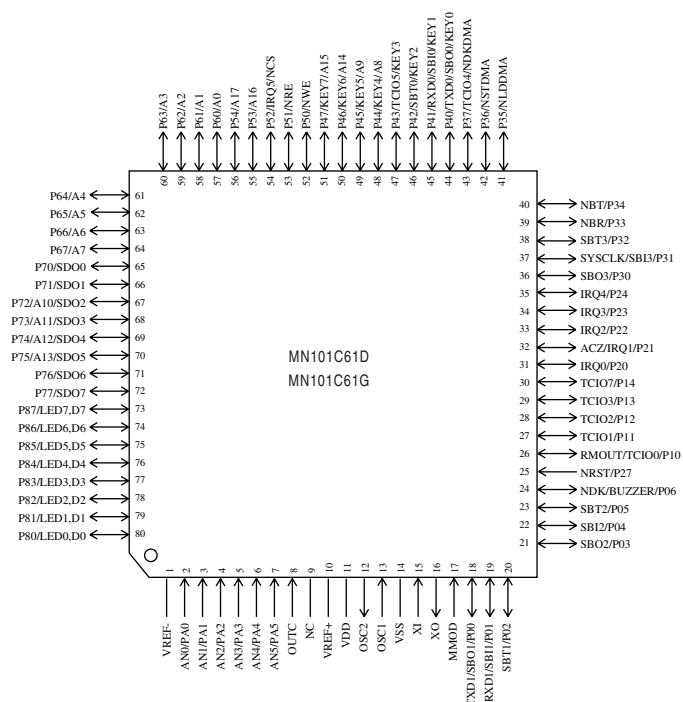 P63/A3
P62/A2
P61/A1
P60/A0
P54/A17
P53/A16
P52/IRQ5/NCS
P51/NRE
P50/NWE
P47/KEY7/A15
P46/KEY6/A14
P45/KEY5/A9
P44/KEY4/A8
P43/TCIO5/KEY3
P42/SBT0/KEY2
P41/RXD0/SBI0/KEY1
P40/TXD0/SBO0/KEY0
P37/TCIO4/NDKDMA
P36/NSTDMA
P35/NLDDMA
60
59
58
57
56
55
54
53
52
51
50
49
48
47
46
45
44
43
42
41
P64/A4 61
P65/A5 62
P66/A6 63
P67/A7 64
P70/SDO0 65
P71/SDO1 66
P72/A10/SDO2 67
P73/A11/SDO3 68
P74/A12/SDO4 69
P75/A13/SDO5 70
P76/SDO6 71
P77/SDO7 72
P87/LED7,D7 73
P86/LED6,D6 74
P85/LED5,D5 75
P84/LED4,D4 76
P83/LED3,D3 77
P82/LED2,D2 78
P81/LED1,D1 79
P80/LED0,D0 80
MN101C61D
MN101C61G
40 NBT/P34
39 NBR/P33
38 SBT3/P32
37 SYSCLK/SBI3/P31
36 SBO3/P30
35 IRQ4/P24
34 IRQ3/P23
33 IRQ2/P22
32 ACZ/IRQ1/P21
31 IRQ0/P20
30 TCIO7/P14
29 TCIO3/P13
28 TCIO2/P12
27 TCIO1/P11
26 RMOUT/TCIO0/P10
25 NRST/P27
24 NDK/BUZZER/P06
23 SBT2/P05
22 SBI2/P04
21 SBO2/P03
1
2
3
4
5
6
7
8
9
10
11
12
13
14
15
16
17
18
19
20
VREF-
AN0/PA0
AN1/PA1
AN2/PA2
AN3/PA3
AN4/PA4
AN5/PA5
OUTC
NC
VREF+
VDD
OSC2
OSC1
VSS
XI
XO
MMOD
TXD1/SBO1/P00
RXD1/SBI1/P01
SBT1/P02